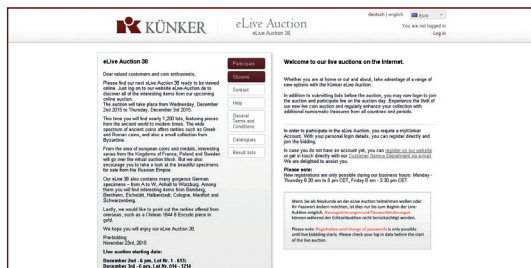 deutsch | english
Euro
KÜNKER
eLive Auction
eLive Auction 38
You are not logged in
Log in
eLive Auction 38
Dear valued customers and coin enthusiasts,
Please find our next eLive Auction 38 ready to be viewed
online. Just log on to our website eLive-Auction.de to
discover all of the interesting items from our upcoming
online auction.
The auction will take place from Wednesday, December
2nd 2015 to Thursday, December 3rd 2015.
This time you will find nearly 1,200 lots, featuring pieces
from the ancient world to modern times. The wide
spectrum of ancient coins offers rarities such as Greek
and Roman coins, and also a small collection from
Byzantine.
From the area of european coins and medals, interesting
series from the Kingdoms of France, Poland and Sweden
will go over the virtual auction block. But we also
encourage you to take a look at the beautiful specimens
for sale from the Russian Empire.
Our eLive 38 also contains many gorgeous German
specimens – from A to W, Anhalt to Würzburg. Among
them you will find interesting items from Bamberg,
Bentheim, Eichstätt, Halberstadt, Cologne, Mansfeld and
Schwarzenberg.
Lastly, we would like to point out the rarities offered from
overseas, such as a Chilean 1844 8 Escudo piece in
gold.
We hope you will enjoy our eLive Auction 38.
Pre-bidding:
November 23rd, 2015
Live auction starting date:
December 2nd - 6 pm, Lot Nr. 1 - 613;
December 3rd - 6 pm, Lot Nr. 614 - 1214
Participate
Observe
Contact
Help
General
Terms and
Conditions
Catalogues
Result lists
Welcome to our live auctions on the Internet.
Whether you are at home or out and about, take advantage of a range of
new options with the Künker eLive Auction.
In addition to submitting bids before the auction, you may now login to join
the auction and participate live on the auction day. Experience the thrill of
our new live coin auction and regularly enhance your collection with
additional numismatic treasures from all countries and periods.
In order to participate in the eLive Auction, you require a myKünker
Account. With your personal login details, you can register directly and
join the bidding.
In case you do not have an account yet, you can register on our website
or get in touch directly with our Customer Service Department via e-mail.
We are delighted to assist you.
Please note:
New registrations are only possible during our business hours: Monday -
Thursday 8.30 am to 5 pm CET, Friday 8 am - 3.30 pm CET.
Wenn Sie als Neukunde an der eLive Auction teilnehmen wollen oder
Ihr Passwort ändern möchten, ist dies nur bis zum Beginn der Live-
Auktion möglich. Neuregistrierungen und Passwortänderungen
können während der Echtzeitauktion nicht berücksichtigt werden.
Please note: Registration and change of passwords is only possible
until live bidding starts. Please check your log in data before the start
of the live auction.